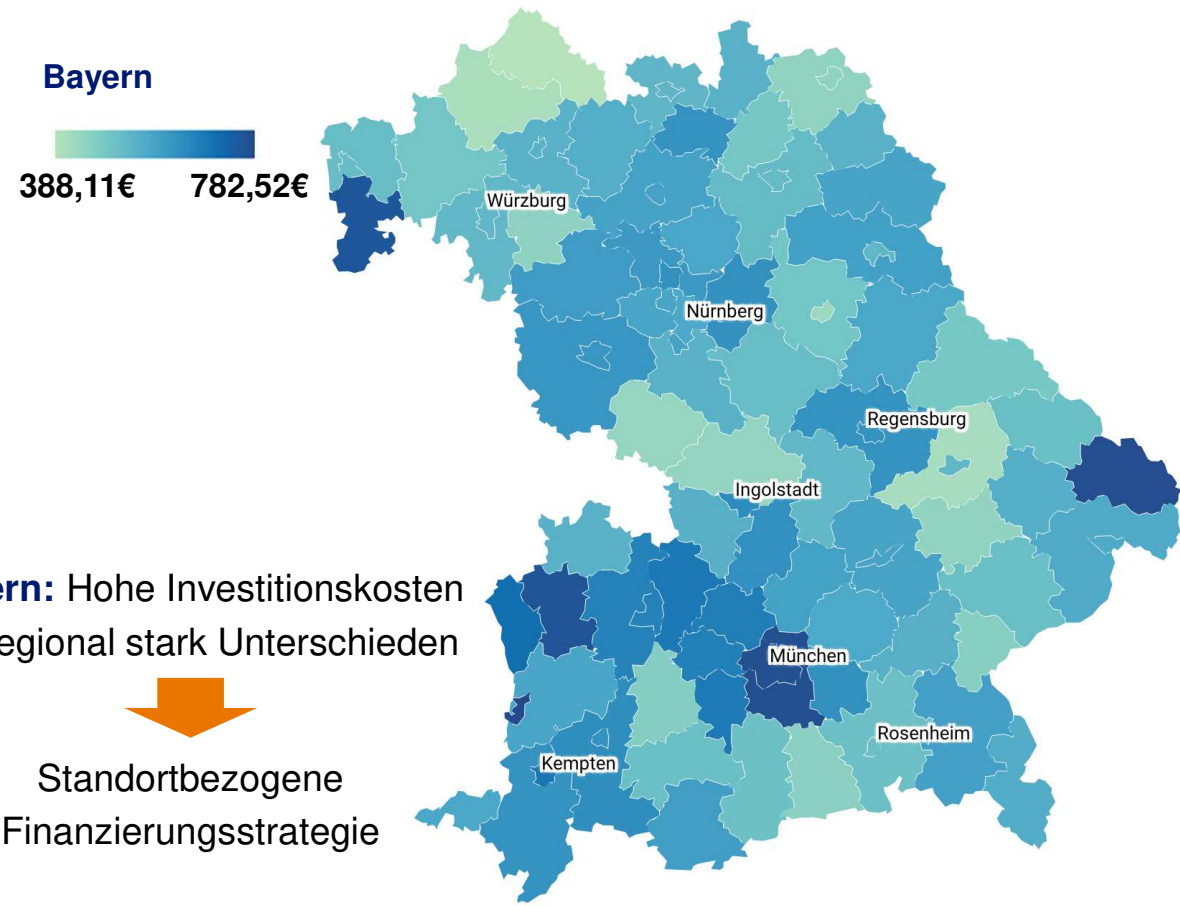 Bayern
388,11€ 782,52€
Würzburg
Nürnberg
Regensburg
Ingolstadt
ern: Hohe Investitionskosten
egional stark Unterschieden
München
Rosenheim
Kempten
Standortbezogene
Finanzierungsstrategie